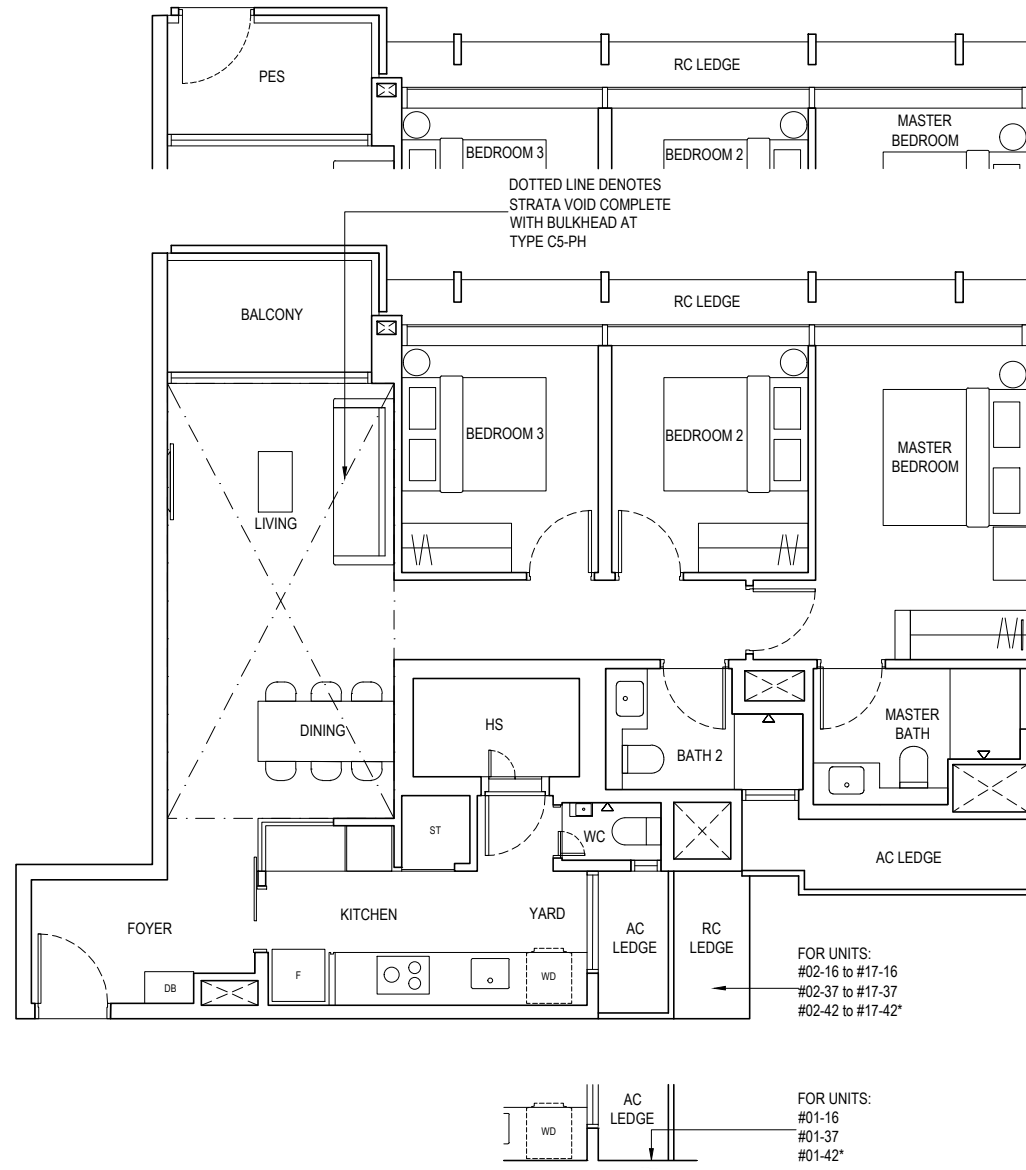 PES
RC LEDGE
MASTER
BEDROOM
BEDROOM 3
BEDROOM 2
DOTTED LINE DENOTES
STRATA VOID COMPLETE
WITH BULKHEAD AT
TYPE C5-PH
BALCONY
RC LEDGE
BEDROOM 3
BEDROOM 2
MASTER
BEDROOM
LIVING
DINING
HS
BATH 2
MASTER
BATH
ST
WC
AC LEDGE
FOYER
KITCHEN
YARD
AC
LEDGE
RC
LEDGE
DB
F
WD
FOR UNITS:
#02-16 to #17-16
#02-37 to #17-37
#02-42 to #17-42*
WD
AC
LEDGE
FOR UNITS:
#01-16
#01-37
#01-42*